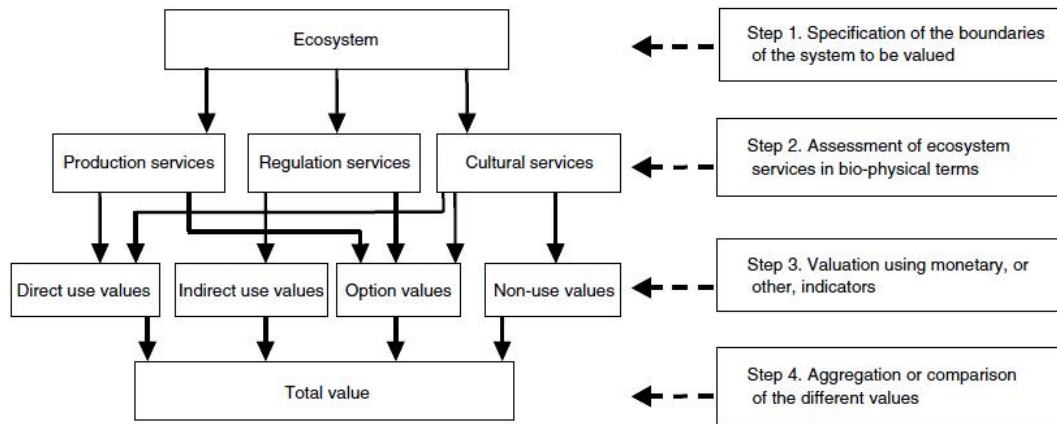 Ecosystem
Step 1. Specification of the boundaries
of the system to be valued
Production services
Regulation services
Cultural services
Step 2. Assessment of ecosystem
services in bio-physical terms
Direct use values
Indirect use values
Option values
Non-use values
Step 3. Valuation using monetary, or
other, indicators
Total value
Step 4. Aggregation or comparison
of the different values